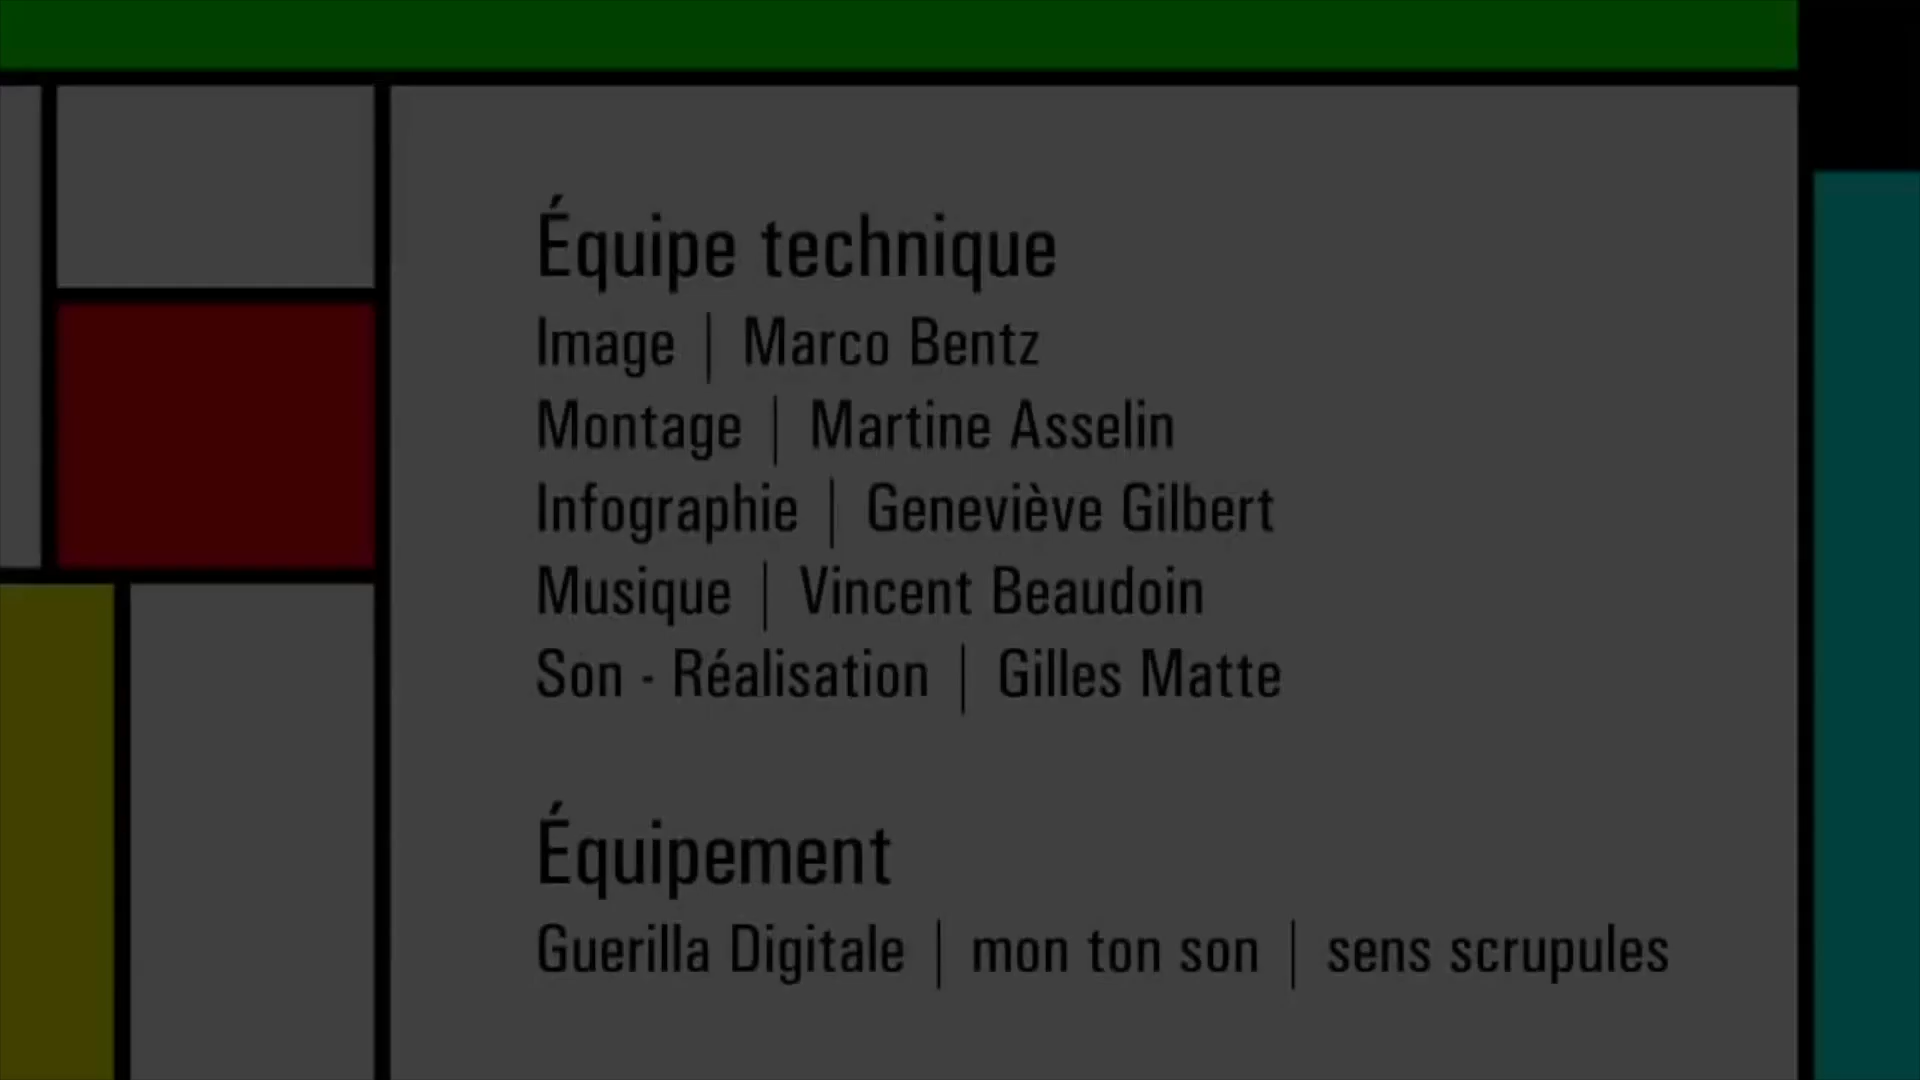 Équipe technique
Image | Marco Bentz
Montage | Martine Asselin
Infographie | Geneviève Gilbert
Musique | Vincent Beaudoin
Son - Réalisation | Gilles Matte
Équipement
Guerilla Digitale | mon ton son | sens scrupules